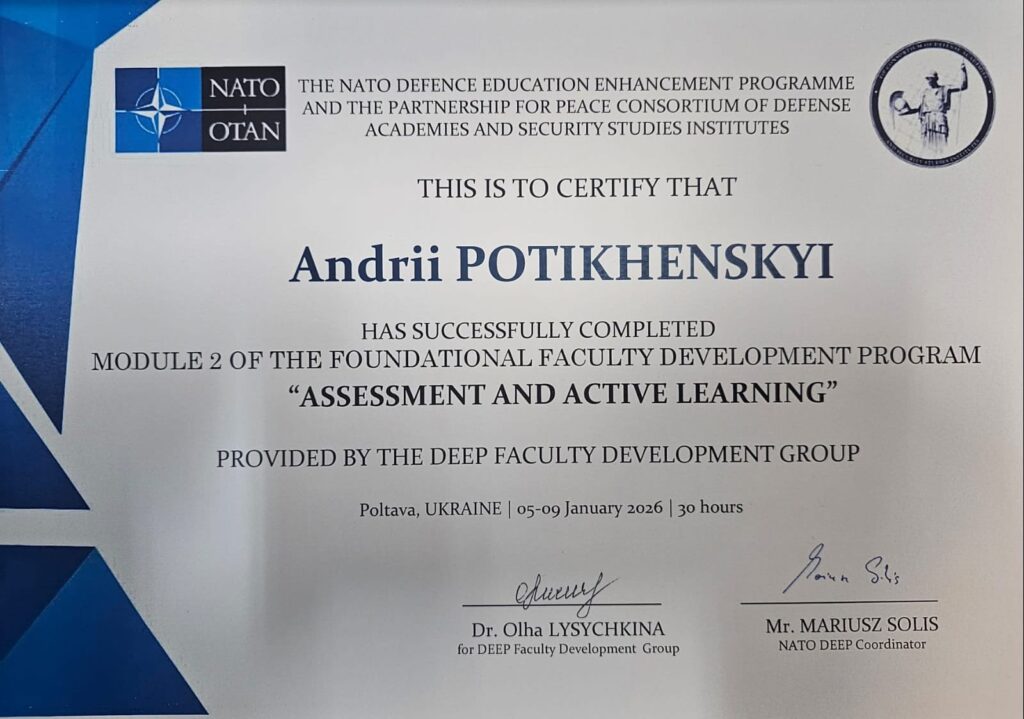 NATO
OTAN
THE NATO DEFENCE EDUCATION ENHANCEMENT PROGRAMME
AND THE PARTNERSHIP FOR PEACE CONSORTIUM OF DEFENSE
ACADEMIES AND SECURITY STUDIES INSTITUTES
THIS IS TO CERTIFY THAT
Andrii POTIKHENSKYI
HAS SUCCESSFULLY COMPLETED
MODULE 2 OF THE FOUNDATIONAL FACULTY DEVELOPMENT PROGRAM
“ASSESSMENT AND ACTIVE LEARNING”
PROVIDED BY THE DEEP FACULTY DEVELOPMENT GROUP
Poltava, UKRAINE | 05-09 January 2026 | 30 hours
Dr. Olha LYSYCHKINA
for DEEP Faculty Development Group
Mr. MARIUSZ SOLIS
NATO DEEP Coordinator